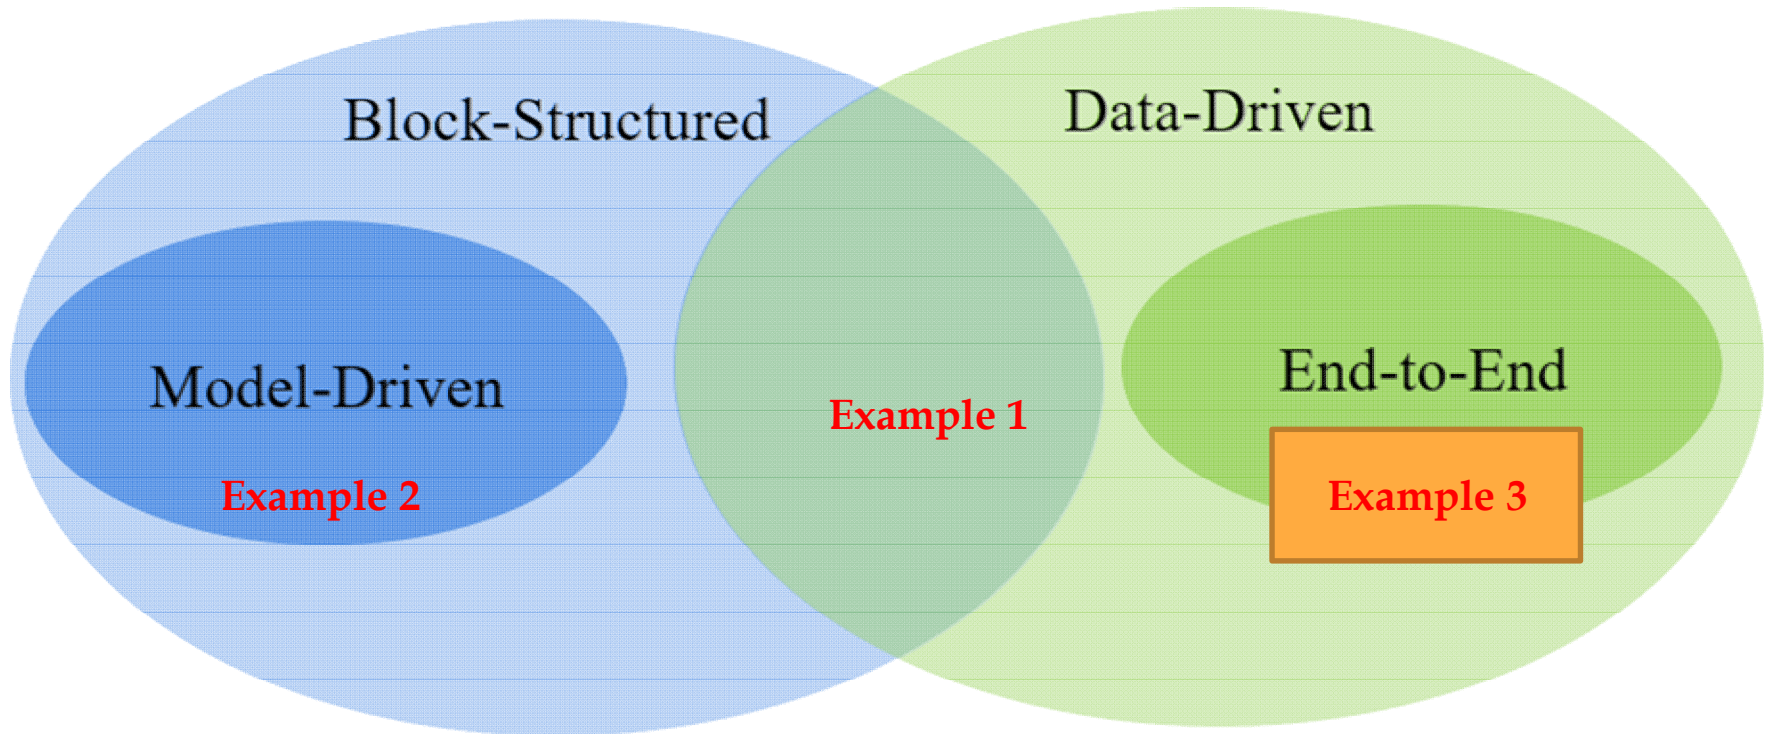 Block-Structured
Data-Driven
Model-Driven
End-to-End
Example 1
Example 2
Example 3